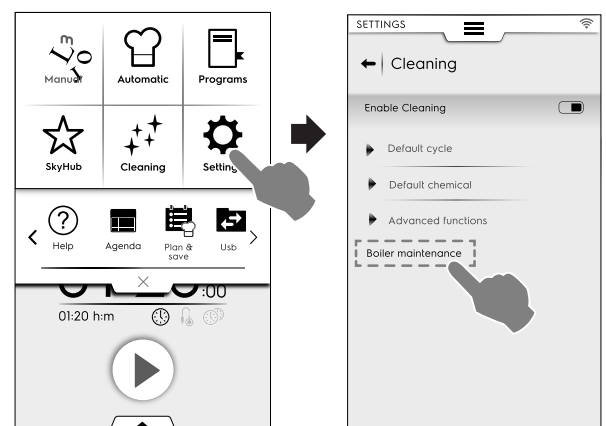 Manual
Automatic
Programs
SkyHub
Cleaning
Setting
Help
Agenda
Plan &
save
Usb
:00
01:20 h:m
SETTINGS
Cleaning
Enable Cleaning
Default cycle
Default chemical
Advanced functions
Boiler maintenance